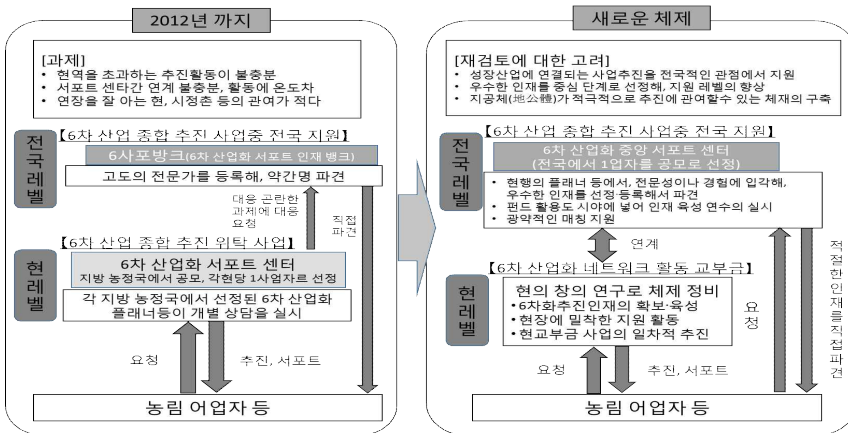 2012년 까지
[과제]
• 현역을 초과하는 추진활동이 불충분
• 서포트 센타간 연계 불충분, 활동에 온도차
• 연장을 잘 아는 현, 시정촌 등의 관여가 적다
【6차 산업 종합 추진 사업중 전국 지원】
전국레벨
6사포방크(6차 산업화 서포트 인재 뱅크)
고도의 전문가를 등록해, 약간명 파견
대응 곤란한
과제에 대응
요청
직접
파견
【6차 산업 종합 추진 위탁 사업】
현레벨
6차 산업화 서포트 센터
지방 농정국에서 공모, 각현당 1사업자르 선정
각 지방 농정국에서 선정된 6차 산업화
플래너등이 개별 상담을 실시
요청
추진, 서포트
농림 어업자 등
새로운 체제
[재검토에 대한 고려]
• 성장산업에 연결되는 사업추진을 전국적인 관점에서 지원
• 우수한 인재를 중심 단계로 선정해, 지원 레벨의 향상
• 지공체(地公體)가 적극적으로 추진에 관여할수 있는 체재의 구축
【6차 산업 종합 추진 사업중 전국 지원】
전국레벨
6차 산업화 중앙 서포트 센터
(전국에서 1업자를 공모로 선정)
• 현행의 플래너 등에서, 전문성이나 경험에 입각해,
우수한 인재를 선정·등록해서 파견
• 펀드 활용도 시야에 넣어 인재 육성 연수의 실시
• 광역적인 매칭 지원
연계
【6차 산업화 네트워크 활동 교부금】
현레벨
현의 창의 연구로 체제 정비
•6차화추진인재의 확보·육성
•현장에 밀착한 지원 활동
•현교부금 사업의 일차적 추진
요청
적절한인재를직접파견
요청
추진, 서포트
농림 어업자 등